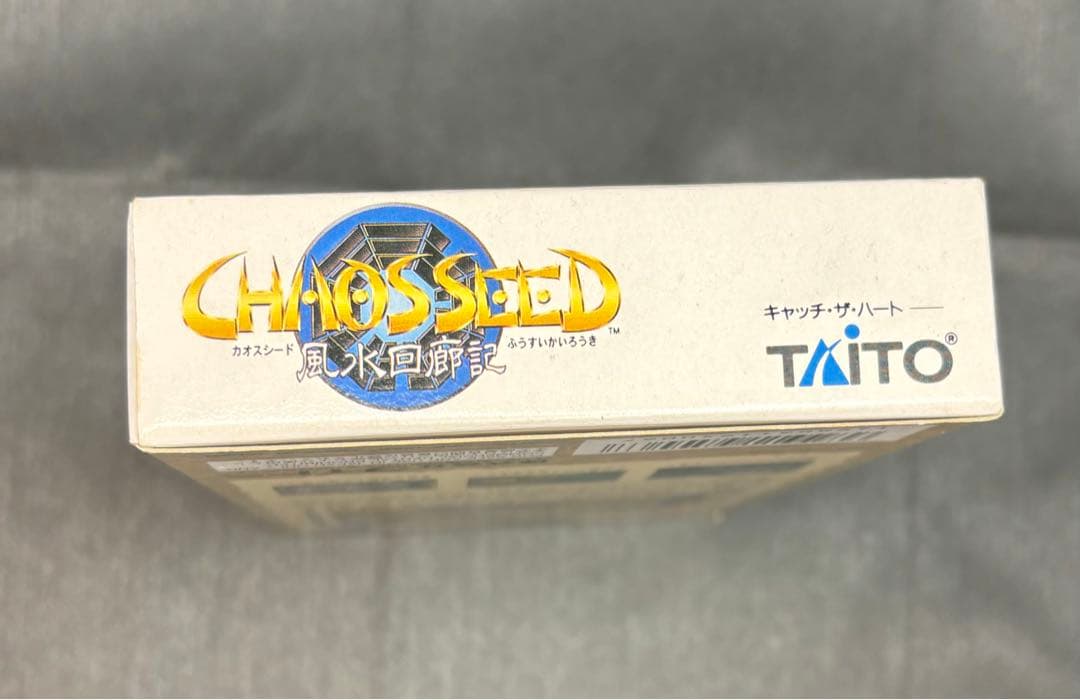 CHAOS SEED™
カオスシード
風水回廊記
ふうすいかいろうき
キャッチ・ザ・ハート
TAITO®